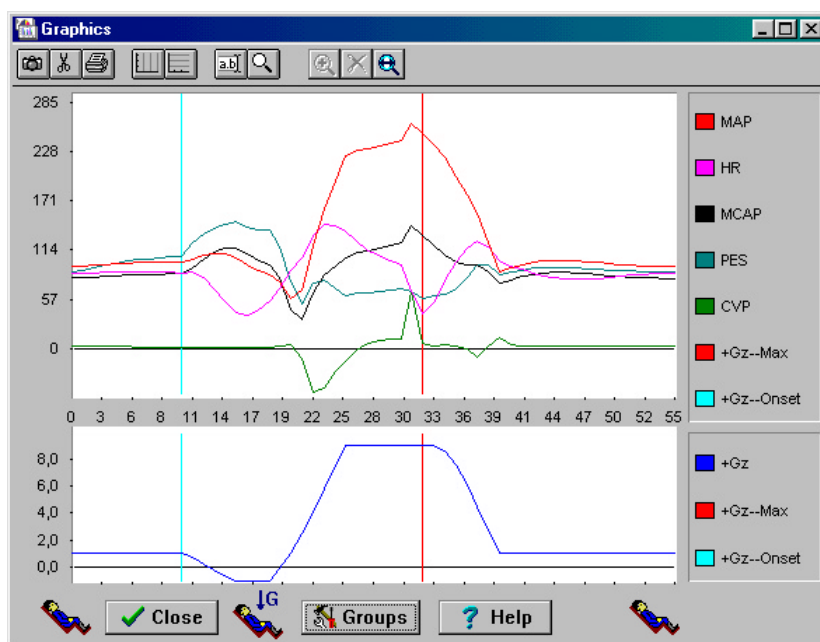 Graphics
a.b
285
228
171
114
57
0
0 3 6 8 11 14 17 19 22 25 28 30 33 36 39 41 44 47 50 52 55
MAP
HR
MCAP
PES
CVP
+Gz--Max
+Gz--Onset
8,0
6,0
4,0
2,0
0,0
+Gz
+Gz--Max
+Gz--Onset
Close
G
Groups
? Help